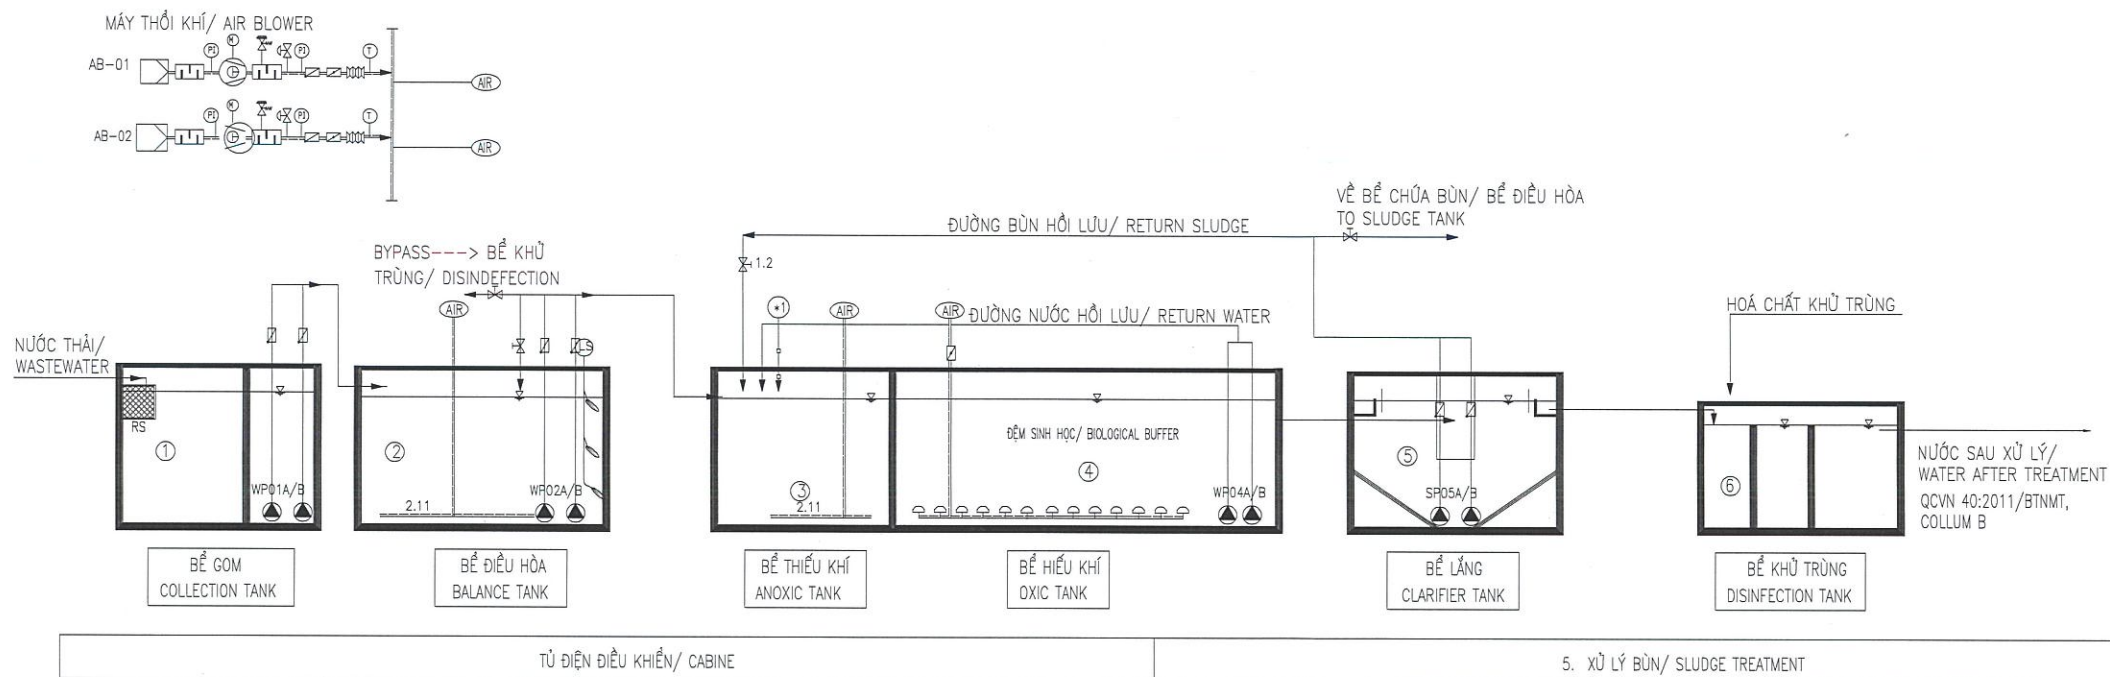 MÁY THỔI KHÍ/ AIR BLOWER
AB-01
PI
M
PI
T
AIR
AB-02
PI
M
PI
T
AIR
VỀ BỂ CHỨA BÙN/ BỂ ĐIỀU HÒA
TO SLUDGE TANK
ĐƯỜNG BÙN HỒI LƯU/ RETURN SLUDGE
BYPASS---> BỂ KHỬ
TRÙNG/ DISINDEFECTION
1.2
AIR
*1
AIR
AIR
ĐƯỜNG NƯỚC HỒI LƯU/ RETURN WATER
HOÁ CHẤT KHỬ TRÙNG
NƯỚC THẢI/
WASTEWATER
LS
RS
1
WP01A/B
2
WP02A/B
2.11
3
2.11
ĐỆM SINH HỌC/ BIOLOGICAL BUFFER
4
WP04A/B
5
SP05A/B
6
NƯỚC SAU XỬ LÝ/
WATER AFTER TREATMENT
QCVN 40:2011/BTNMT,
COLLUM B
BỂ GOM
COLLECTION TANK
BỂ ĐIỀU HÒA
BALANCE TANK
BỂ THIẾU KHÍ
ANOXIC TANK
BỂ HIẾU KHÍ
OXIC TANK
BỂ LẮNG
CLARIFIER TANK
BỂ KHỬ TRÙNG
DISINFECTION TANK
TỦ ĐIỆN ĐIỀU KHIỂN/ CABINE
5. XỬ LÝ BÙN/ SLUDGE TREATMENT